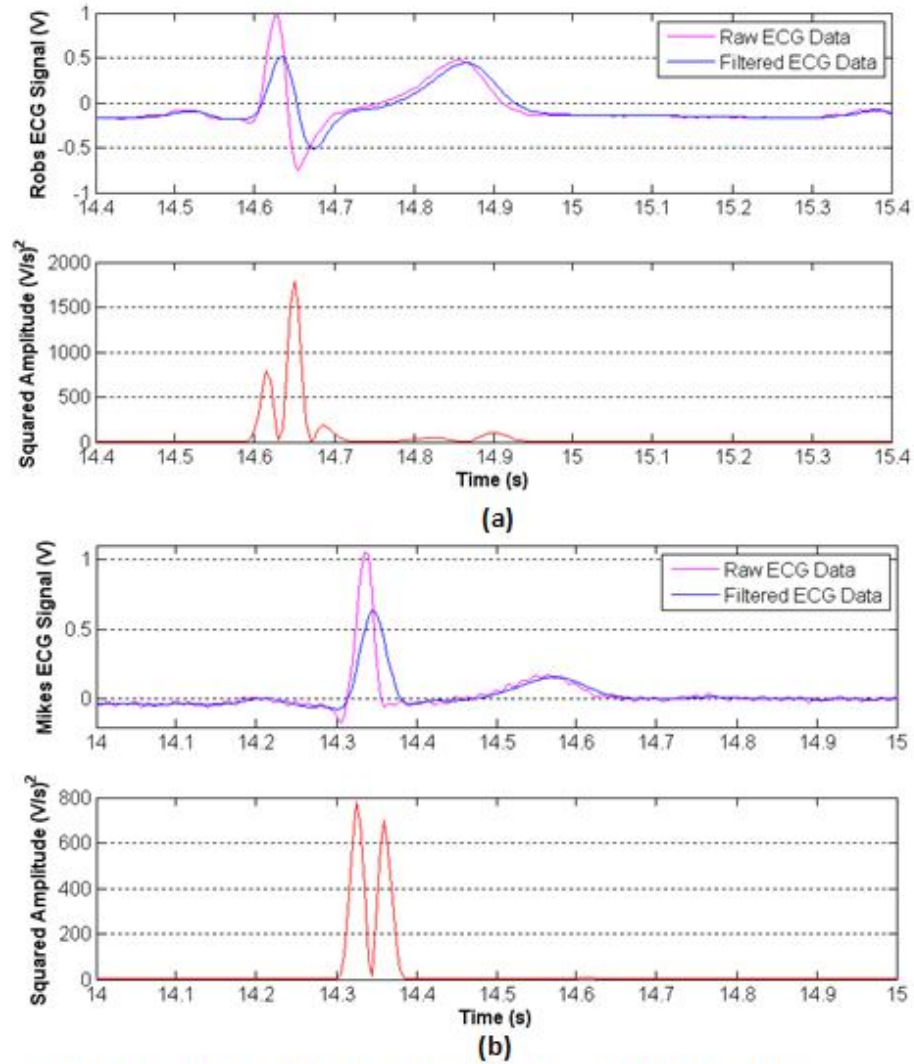 Robs ECG Signal (V)
1
0.5
0
-0.5
-1
Raw ECG Data
Filtered ECG Data
14.4 14.5 14.6 14.7 14.8 14.9 15 15.1 15.2 15.3 15.4
Squared Amplitude (V/s)²
2000
1500
1000
500
0
14.4 14.5 14.6 14.7 14.8 14.9 15 15.1 15.2 15.3 15.4
Time (s)
(a)
Mikes ECG Signal (V)
1
0.5
0
Raw ECG Data
Filtered ECG Data
14 14.1 14.2 14.3 14.4 14.5 14.6 14.7 14.8 14.9 15
Squared Amplitude (V/s)²
800
600
400
200
0
14 14.1 14.2 14.3 14.4 14.5 14.6 14.7 14.8 14.9 15
Time (s)
(b)